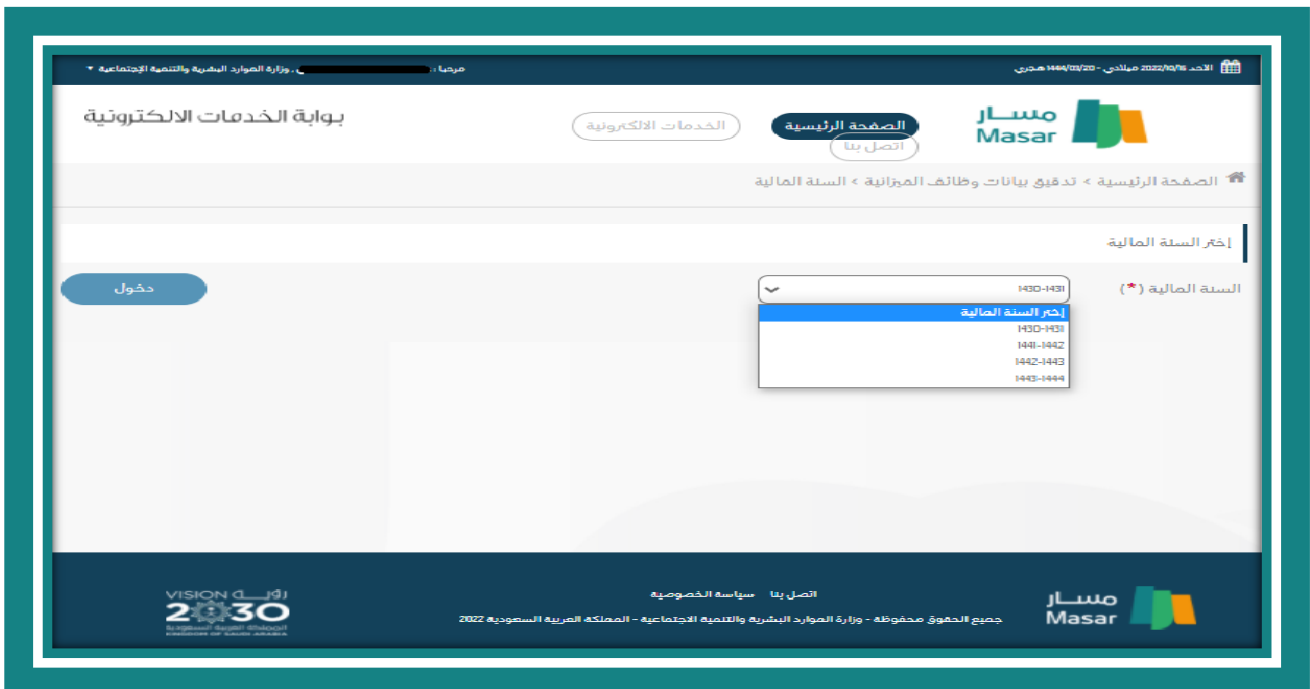 الاحد 2022/10/16 ميلادي - 1444/03/20 هجري
مرحبا : , وزارة الموارد البشرية والتنمية الإجتماعية
مسار
Masar
الصفحة الرئيسية
الخدمات الالكترونية
اتصل بنا
بوابة الخدمات الالكترونية
الصفحة الرئيسية > تدقيق بيانات وظائف الميزانية > السنة المالية
إختر السنة المالية
السنة المالية (*)
1430-1431
دخول
إختر السنة المالية
1430-1431
1441-1442
1442-1443
1443-1444
مسار
Masar
اتصل بنا سياسة الخصوصية
جميع الحقوق محفوظة - وزارة الموارد البشرية والتنمية الاجتماعية - المملكة العربية السعودية 2022
VISION رؤيــة
2030
المملكة العربية السعودية
KINGDOM OF SAUDI ARABIA